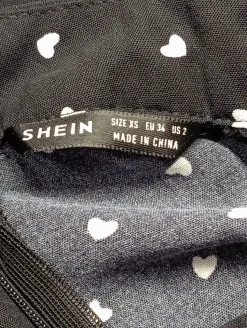 SHEIN
SIZE XS EU 34 US 2
MADE IN CHINA